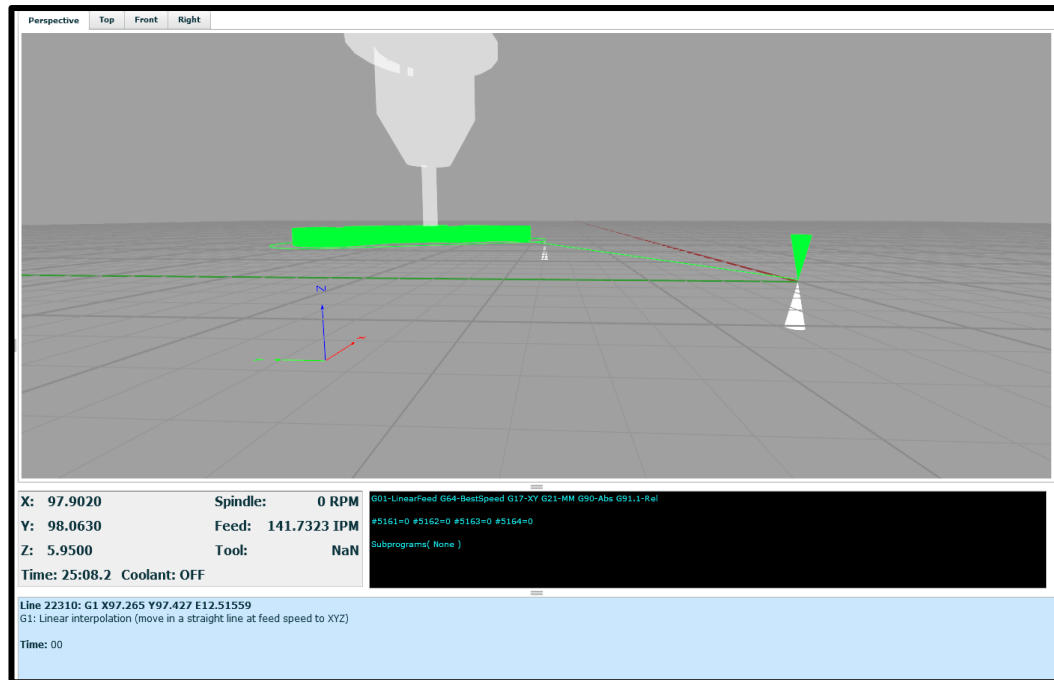 Perspective Top Front Right
Z
X: 97.9020 Spindle: 0 RPM
Y: 98.0630 Feed: 141.7323 IPM
Z: 5.9500 Tool: NaN
Time: 25:08.2 Coolant: OFF
G01-LinearFeed G64-BestSpeed G17-XY G21-MM G90-Abs G91.1-Rel
#5161=0 #5162=0 #5163=0 #5164=0
Subprograms( None )
Line 22310: G1 X97.265 Y97.427 E12.51559
G1: Linear interpolation (move in a straight line at feed speed to XYZ)
Time: 00